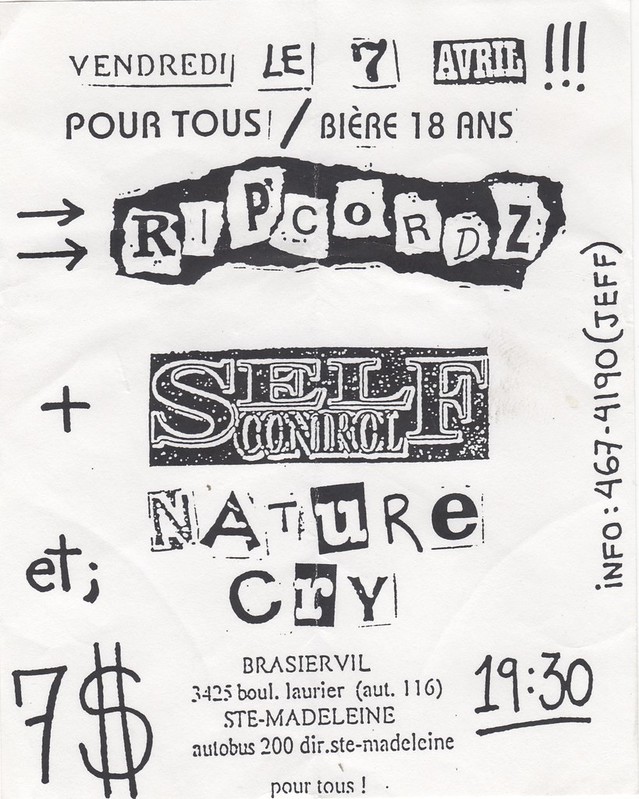 VENDREDI LE 7 AVRIL !!!
POUR TOUS! / BIÈRE 18 ANS
→ RIPCORDZ
→
+ SELF
CONTROL
NATURE
et; CRY
INFO: 467-4190 (JEFF)
7$
BRASIERVIL
3425 boul. laurier (aut. 116)
STE-MADELEINE
autobus 200 dir.ste-madeleine
pour tous !
19:30